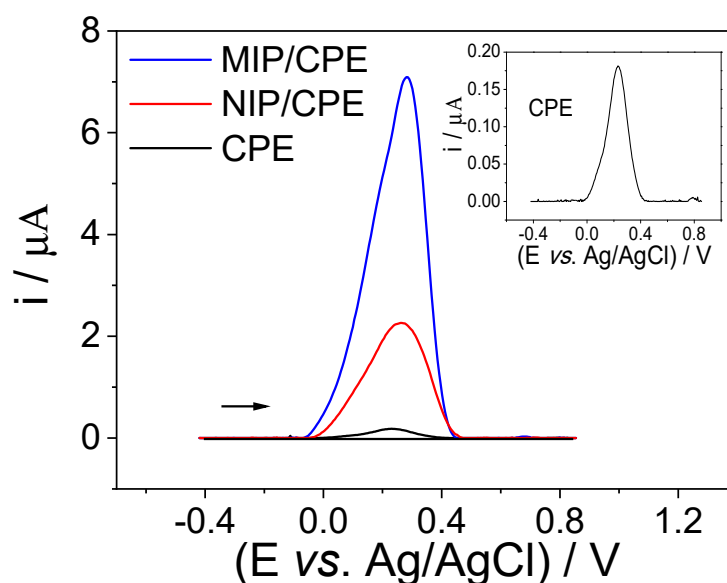 8
6
4
2
0
i / μA
MIP/CPE
NIP/CPE
CPE
-0.4
0.0
0.4
0.8
1.2
(E vs. Ag/AgCl) / V
0.20
0.15
0.10
0.05
0.00
i / μA
CPE
-0.4
0.0
0.4
0.8
(E vs. Ag/AgCl) / V